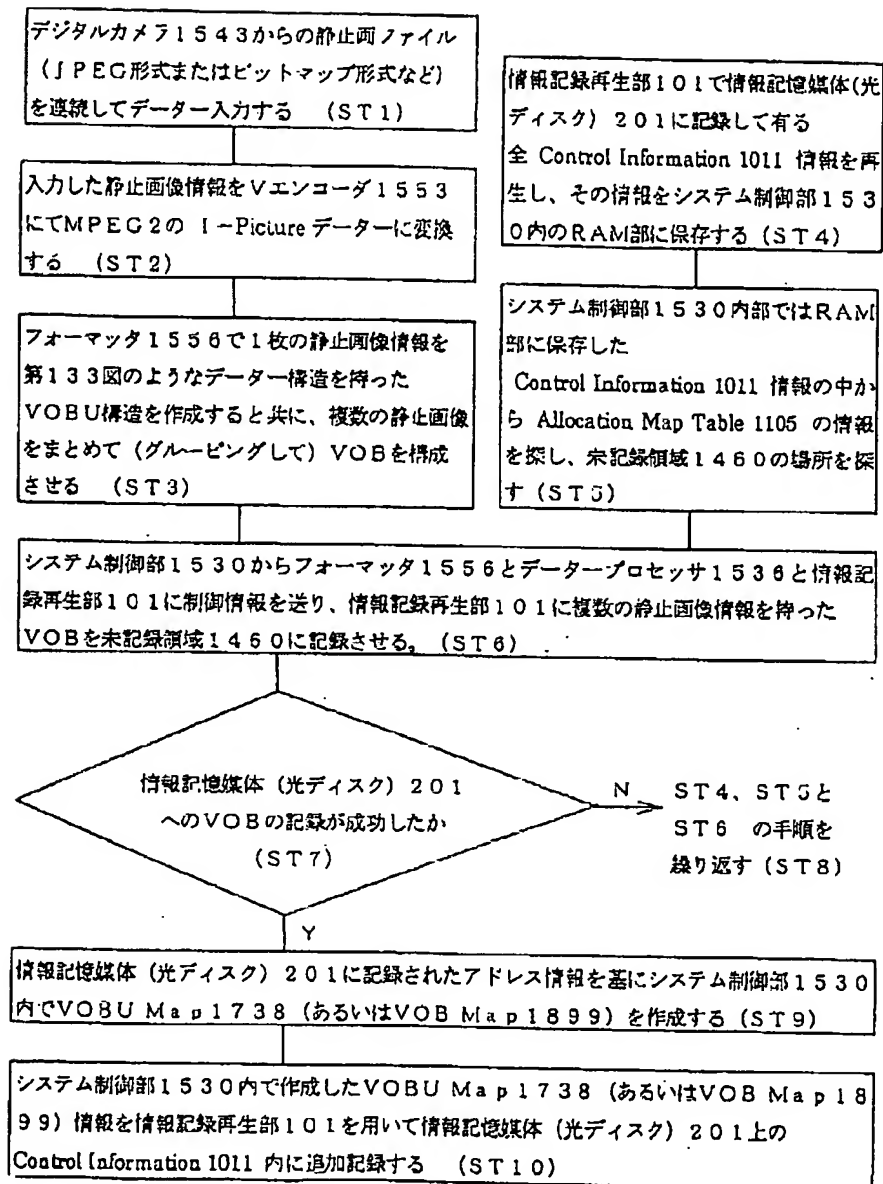 デジタルカメラ1543からの静止画ファイル
（JPEG形式またはビットマップ形式など）
を連続してデーター入力する （ST1）
入力した静止画像情報をVエンコーダ1553
にてMPEG2の I－Pictureデーターに変換
する （ST2）
フォーマッタ1556で1枚の静止画像情報を
第133図のようなデーター構造を持った
VOBU構造を作成すると共に、複数の静止画像
をまとめて（グルーピングして）VOBを構成
させる （ST3）
情報記録再生部101で情報記憶媒体(光
ディスク）201に記録して有る
全 Control Information 1011 情報を再
生し、その情報をシステム制御部153
0内のRAM部に保存する（ST4）
システム制御部1530内部ではRAM
部に保存した
Control Information 1011 情報の中か
ら Allocation Map Table 1105 の情報
を探し、未記録領域1460の場所を探
す（ST5）
システム制御部1530からフォーマッタ1556とデータープロセッサ1536と情報記
録再生部101に制御情報を送り、情報記録再生部101に複数の静止画像情報を持った
VOBを未記録領域1460に記録させる。（ST6）
情報記憶媒体（光ディスク）201
へのVOBの記録が成功したか
（ST7）
N
ST4、ST5と
ST6 の手順を
繰り返す（ST8）
Y
情報記憶媒体（光ディスク）201に記録されたアドレス情報を基にシステム制御部1530
内でVOBU Map1738（あるいはVOB Map1899）を作成する（ST9）
システム制御部1530内で作成したVOBU Map1738（あるいはVOB Map18
99）情報を情報記録再生部101を用いて情報記憶媒体（光ディスク）201上の
Control Information 1011 内に追加記録する （ST10）